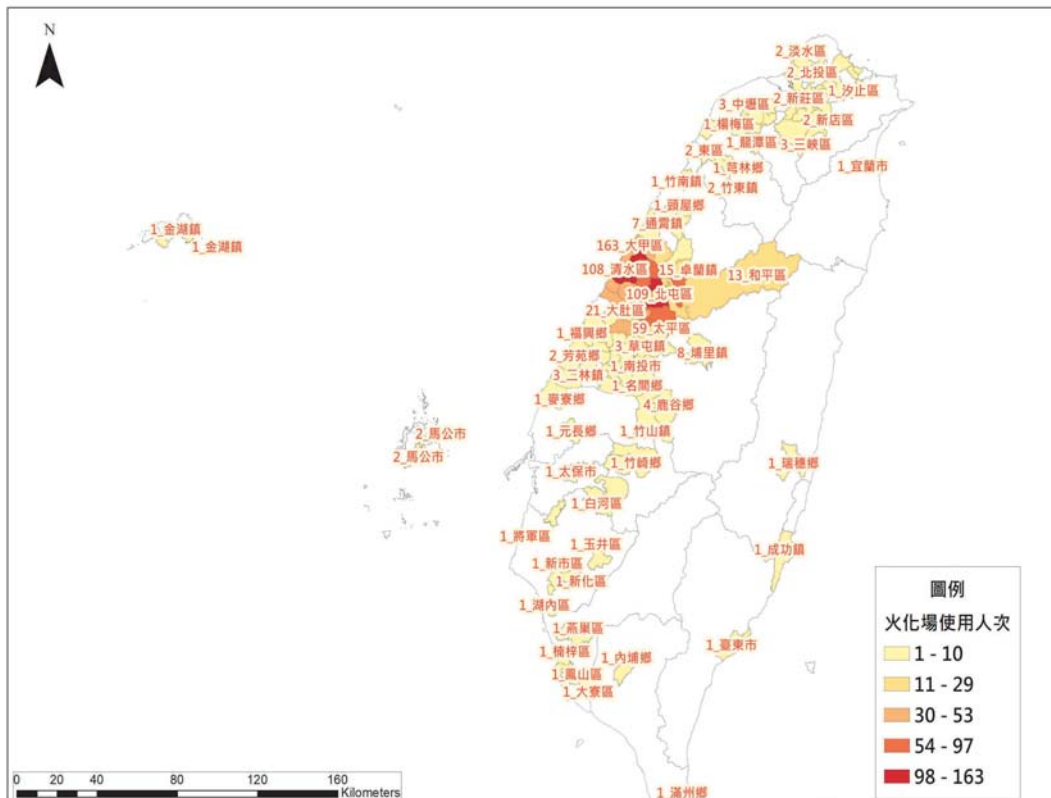 N
2_淡水區
2_北投區
1_汐止區
3_中壢區
2_新莊區
1_楊梅區
2_新店區
1_龍潭區
3_三峽區
2_東區
1_芎林鄉
1_宜蘭市
1_竹南鎮
2_竹東鎮
1_頭屋鄉
7_通霄鎮
1_金湖鎮
1_金湖鎮
163_大甲區
108_清水區
15_卓蘭鎮
13_和平區
109_北屯區
21_大肚區
59_太平區
1_福興鄉
3_草屯鎮
8_埔里鎮
2_芳苑鄉
1_南投市
3_二林鎮
1_名間鄉
1_麥寮鄉
4_鹿谷鄉
1_元長鄉
1_竹山鎮
2_馬公市
2_馬公市
1_竹崎鄉
1_太保市
1_瑞穗鄉
1_白河區
1_將軍區
1_玉井區
1_成功鎮
1_新市區
1_新化區
1_湖內區
1_燕巢區
1_臺東市
1_楠梓區
1_內埔鄉
1_鳳山區
1_大寮區
1_滿州鄉
圖例
火化場使用人次
1 - 10
11 - 29
30 - 53
54 - 97
98 - 163
0 20 40 80 120 160
Kilometers